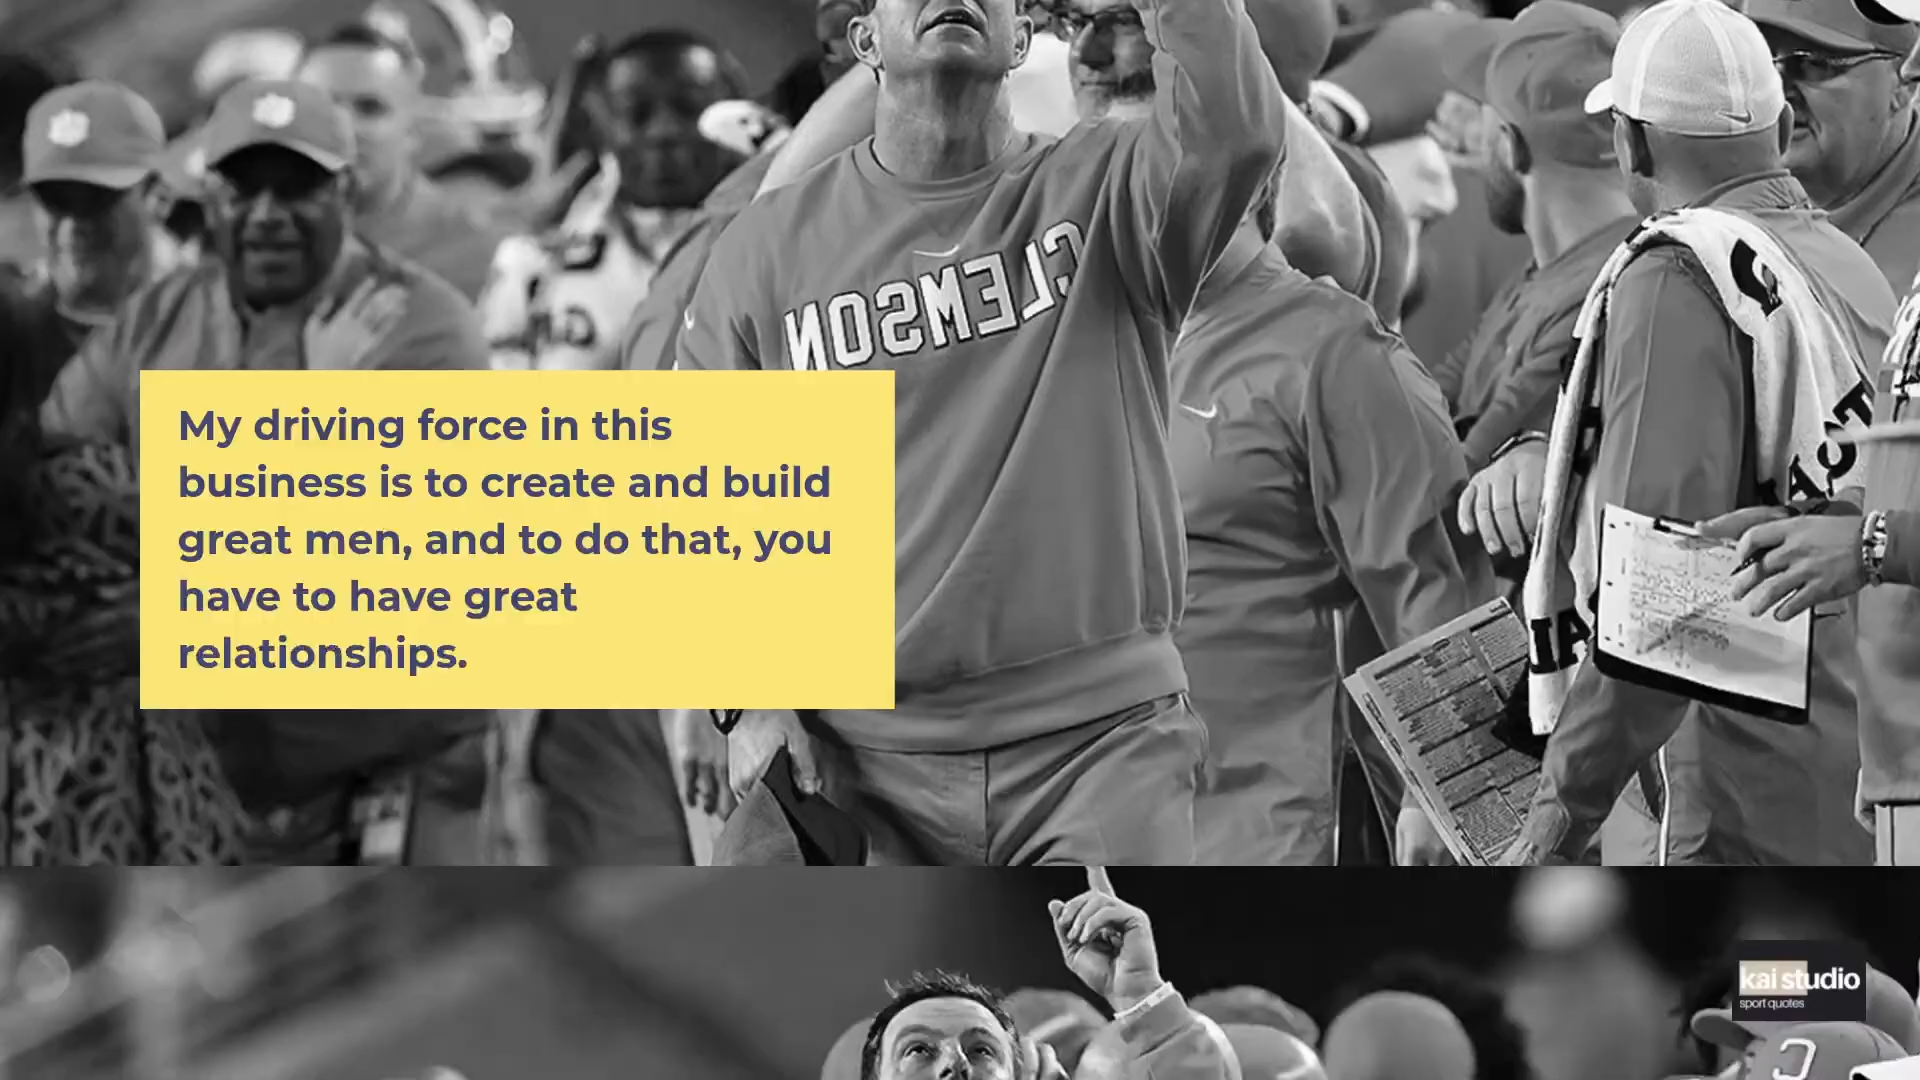 CLEMSON
My driving force in this
business is to create and build
great men, and to do that, you
have to have great
relationships.
kai studio
sport quotes